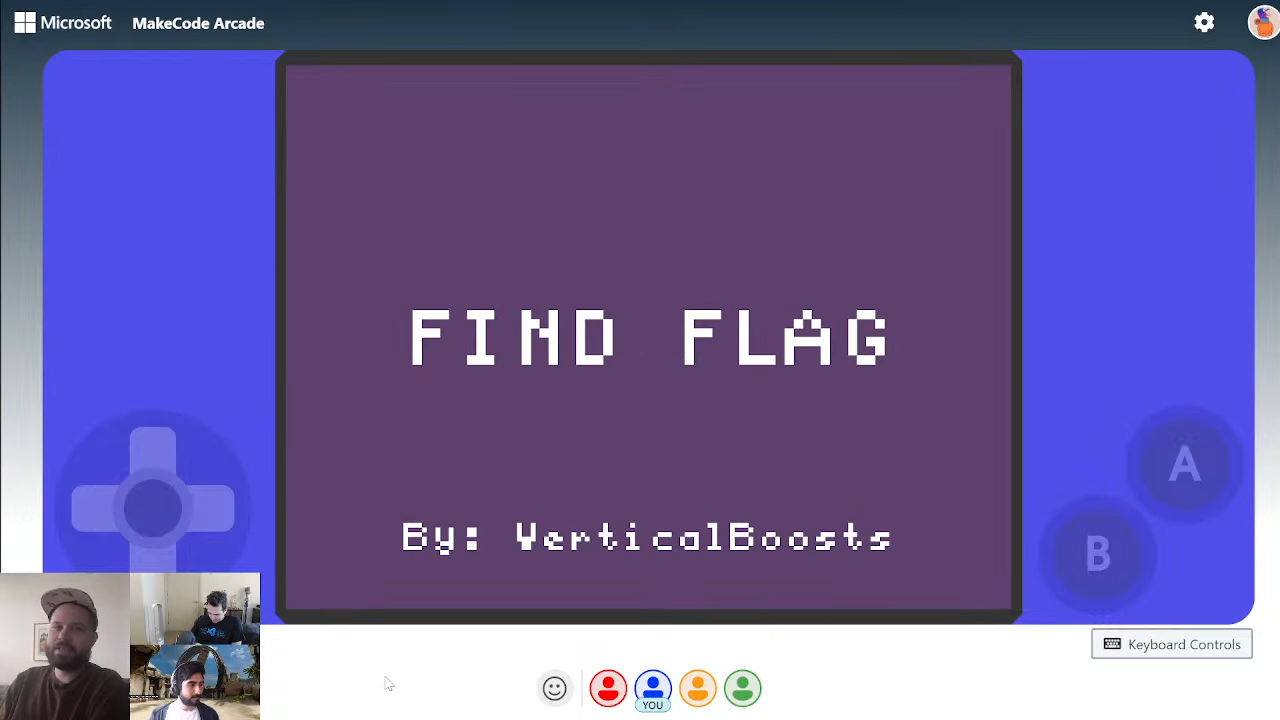 Microsoft MakeCode Arcade
FIND FLAG
By: VerticalBoosts
A
B
Keyboard Controls
YOU